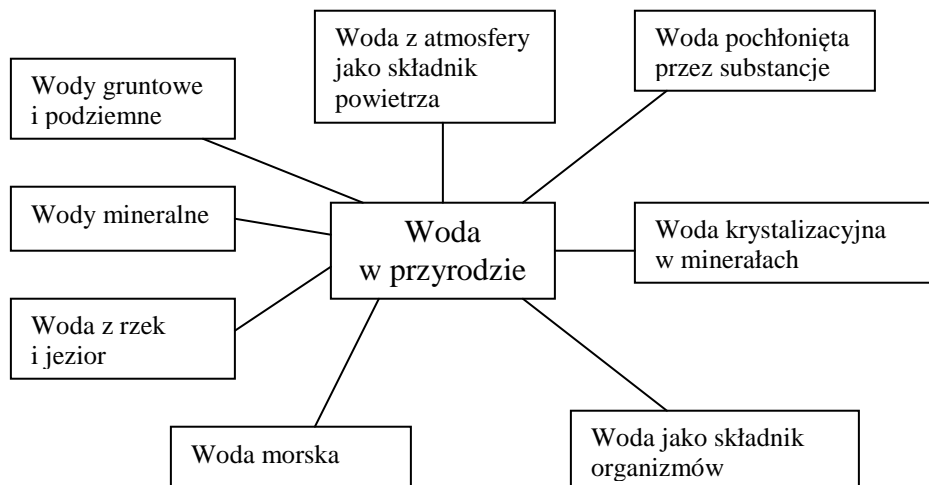 Woda z atmosfery
jako składnik
powietrza
Woda pochłonięta
przez substancje
Wody gruntowe
i podziemne
Wody mineralne
Woda
w przyrodzie
Woda krystalizacyjna
w minerałach
Woda z rzek
i jezior
Woda morska
Woda jako składnik
organizmów